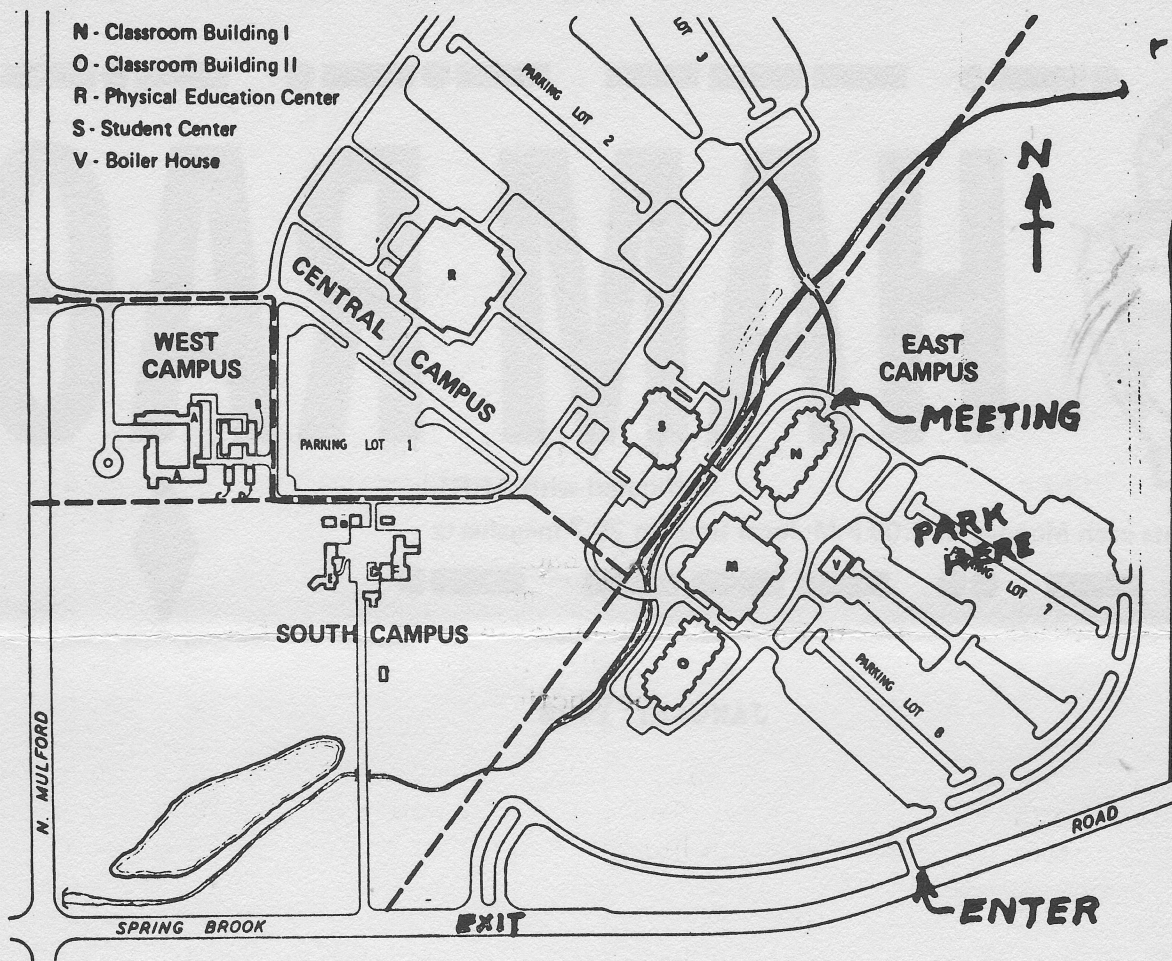 N - Classroom Building I
O - Classroom Building II
R - Physical Education Center
S - Student Center
V - Boiler House
LOT 3
PARKING LOT 2
N
R
CENTRAL CAMPUS
WEST
CAMPUS
EAST
CAMPUS
MEETING
A
A
B
PARKING LOT 1
S
N
PARK
HERE
LOT 7
M
V
SOUTH CAMPUS
O
PARKING LOT 8
N. MULFORD
ROAD
SPRING BROOK
EXIT
ENTER